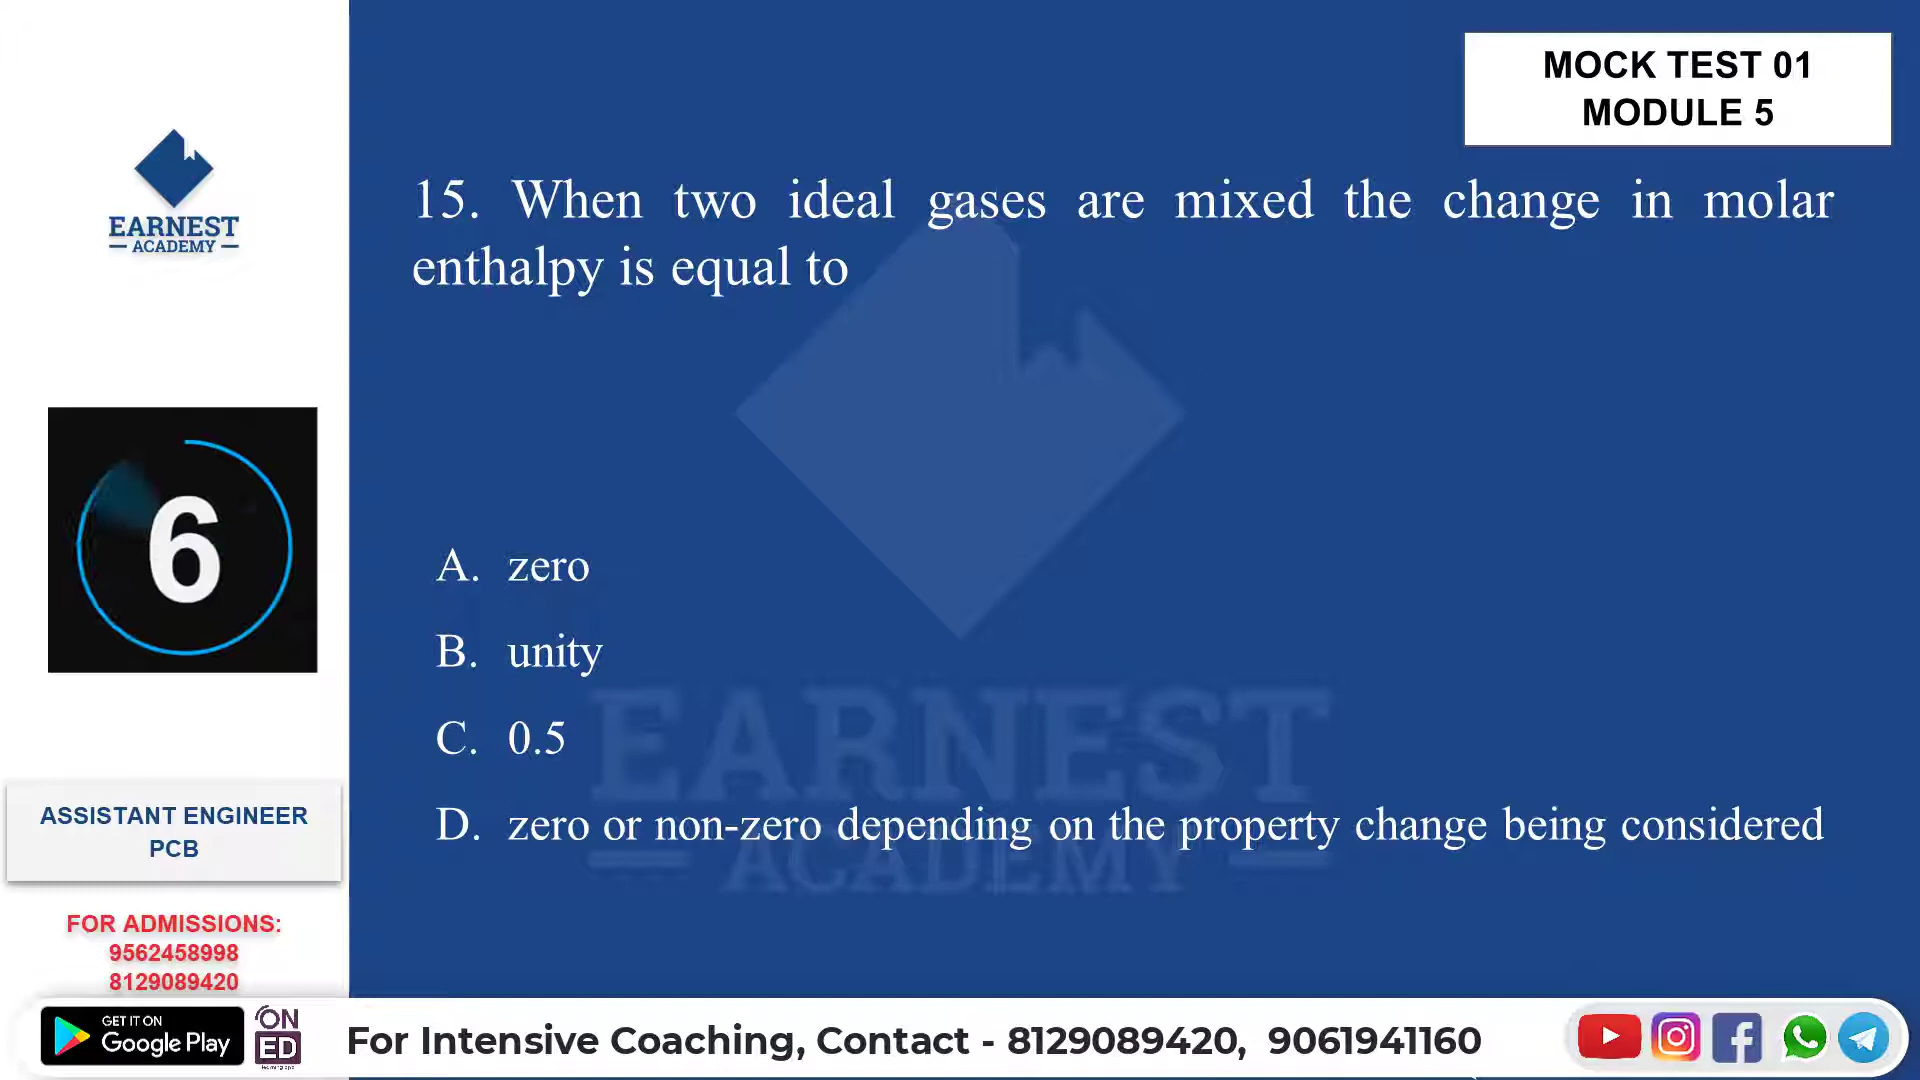 MOCK TEST 01
MODULE 5
EARNEST
ACADEMY
15. When two ideal gases are mixed the change in molar
enthalpy is equal to
6
A. zero
B. unity
C. 0.5
D. zero or non-zero depending on the property change being considered
EARNEST
ACADEMY
ASSISTANT ENGINEER
PCB
FOR ADMISSIONS:
9562458998
8129089420
GET IT ON
Google Play
ON
ED
For Intensive Coaching, Contact - 8129089420, 9061941160